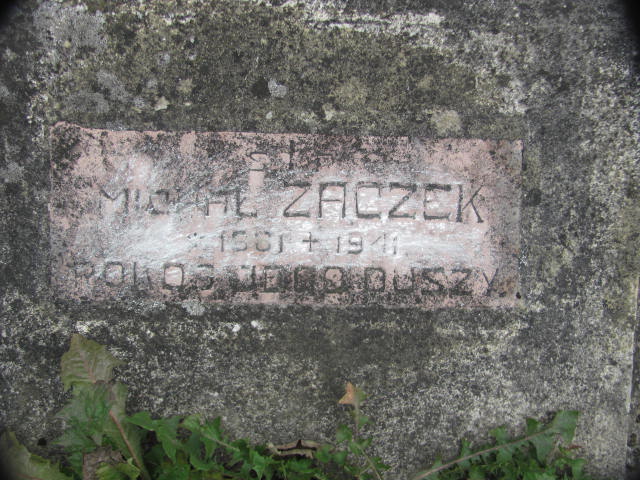 MICHAŁ ZACZEK
* 1861 + 1941
POKÓJ JEGO DUSZY